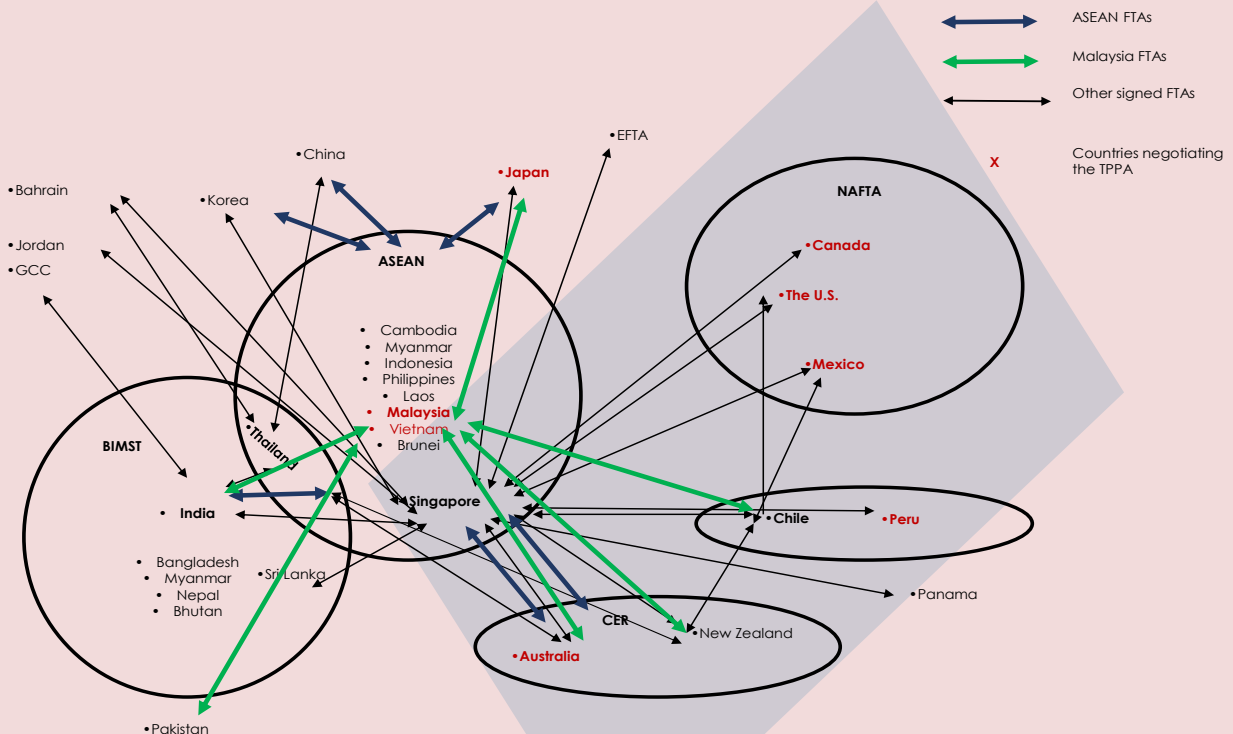 ASEAN FTAs
Malaysia FTAs
Other signed FTAs
X
Countries negotiating
the TPPA
•EFTA
•China
•Japan
•Bahrain
•Korea
NAFTA
•Jordan
•Canada
ASEAN
•GCC
•The U.S.
• Cambodia
• Myanmar
• Indonesia
• Philippines
• Laos
• Malaysia
• Vietnam
• Brunei
•Mexico
BIMST
•Thailand
•Singapore
• India
•Chile
•Peru
• Bangladesh
• Myanmar
• Nepal
• Bhutan
•Sri Lanka
•Panama
CER
•New Zealand
•Australia
•Pakistan